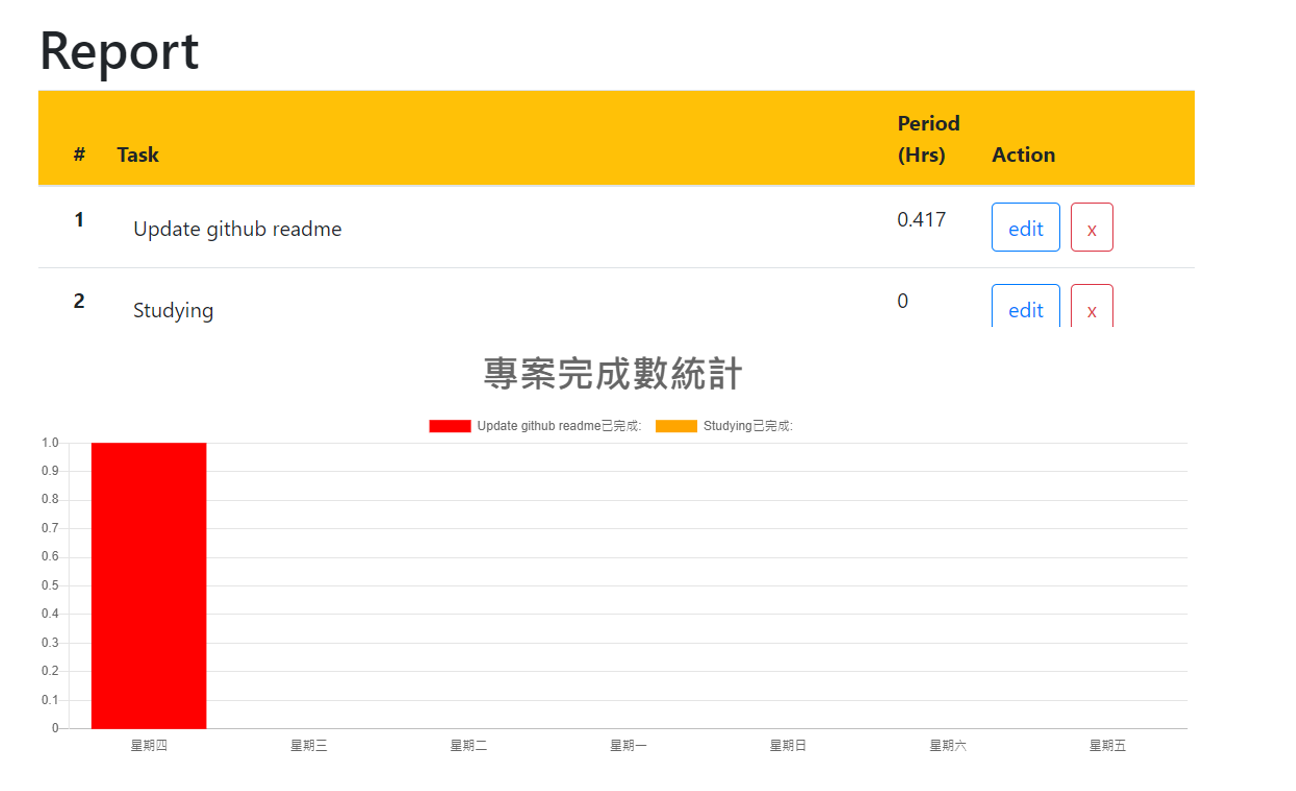 Report
# Task Period (Hrs) Action
1 Update github readme 0.417 edit x
2 Studying 0 edit x
專案完成數統計
Update github readme已完成: Studying已完成:
1.0
0.9
0.8
0.7
0.6
0.5
0.4
0.3
0.2
0.1
0
星期四 星期三 星期二 星期一 星期日 星期六 星期五